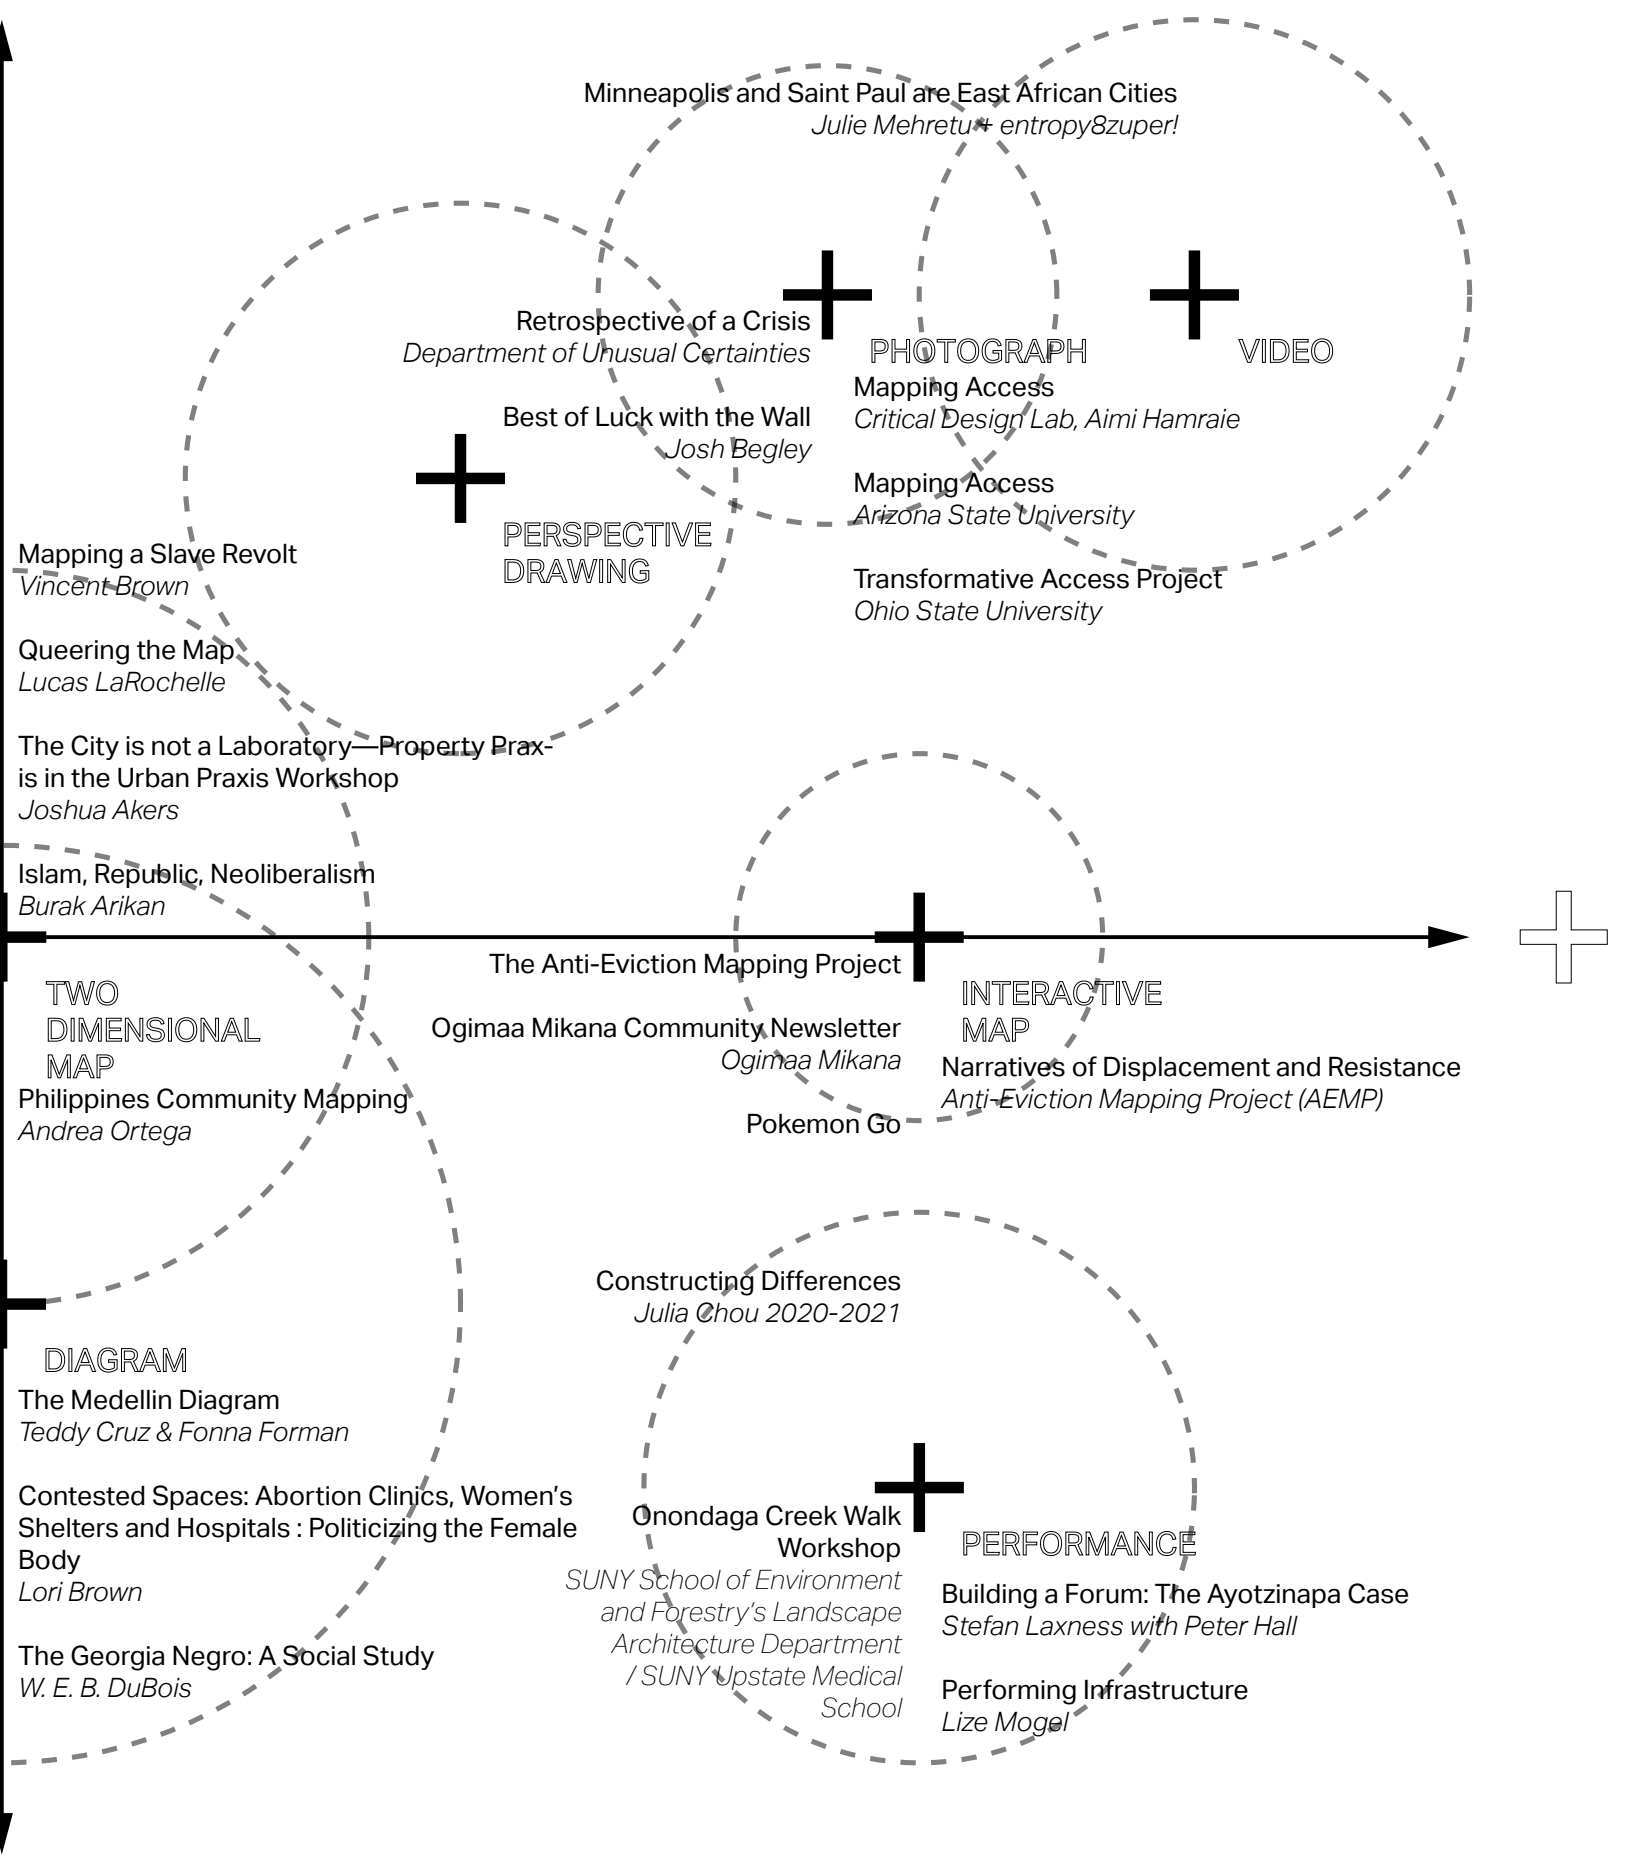 Minneapolis and Saint Paul are East African Cities
Julie Mehretu + entropy8zuper!
Retrospective of a Crisis
Department of Unusual Certainties
Best of Luck with the Wall
Josh Begley
PHOTOGRAPH
VIDEO
Mapping Access
Critical Design Lab, Aimi Hamraie
Mapping Access
Arizona State University
Transformative Access Project
Ohio State University
PERSPECTIVE
DRAWING
Mapping a Slave Revolt
Vincent Brown
Queering the Map
Lucas LaRochelle
The City is not a Laboratory—Property Prax-
is in the Urban Praxis Workshop
Joshua Akers
Islam, Republic, Neoliberalism
Burak Arikan
TWO
DIMENSIONAL
MAP
Philippines Community Mapping
Andrea Ortega
The Anti-Eviction Mapping Project
Ogimaa Mikana Community Newsletter
Ogimaa Mikana
Pokemon Go
INTERACTIVE
MAP
Narratives of Displacement and Resistance
Anti-Eviction Mapping Project (AEMP)
DIAGRAM
The Medellin Diagram
Teddy Cruz & Fonna Forman
Contested Spaces: Abortion Clinics, Women's
Shelters and Hospitals : Politicizing the Female
Body
Lori Brown
The Georgia Negro: A Social Study
W. E. B. DuBois
Constructing Differences
Julia Chou 2020-2021
Onondaga Creek Walk
Workshop
SUNY School of Environment
and Forestry's Landscape
Architecture Department
/ SUNY Upstate Medical
School
PERFORMANCE
Building a Forum: The Ayotzinapa Case
Stefan Laxness with Peter Hall
Performing Infrastructure
Lize Mogel